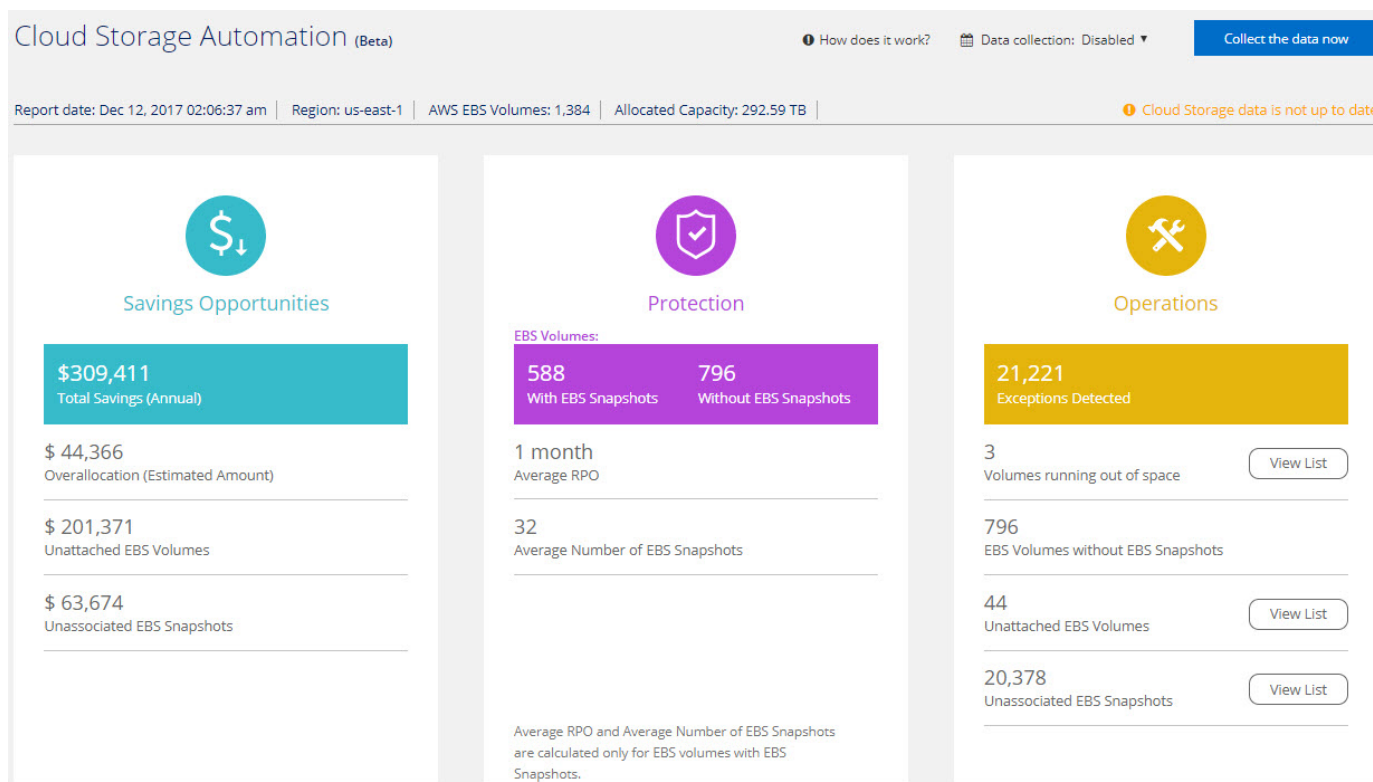 Cloud Storage Automation (Beta)
How does it work?
Data collection: Disabled ▼
Collect the data now
Report date: Dec 12, 2017 02:06:37 am | Region: us-east-1 | AWS EBS Volumes: 1,384 | Allocated Capacity: 292.59 TB |
Cloud Storage data is not up to date
Savings Opportunities
$309,411
Total Savings (Annual)
$ 44,366
Overallocation (Estimated Amount)
$ 201,371
Unattached EBS Volumes
$ 63,674
Unassociated EBS Snapshots
Protection
EBS Volumes:
588
With EBS Snapshots
796
Without EBS Snapshots
1 month
Average RPO
32
Average Number of EBS Snapshots
Average RPO and Average Number of EBS Snapshots
are calculated only for EBS volumes with EBS
Snapshots.
Operations
21,221
Exceptions Detected
3
Volumes running out of space
View List
796
EBS Volumes without EBS Snapshots
44
Unattached EBS Volumes
View List
20,378
Unassociated EBS Snapshots
View List